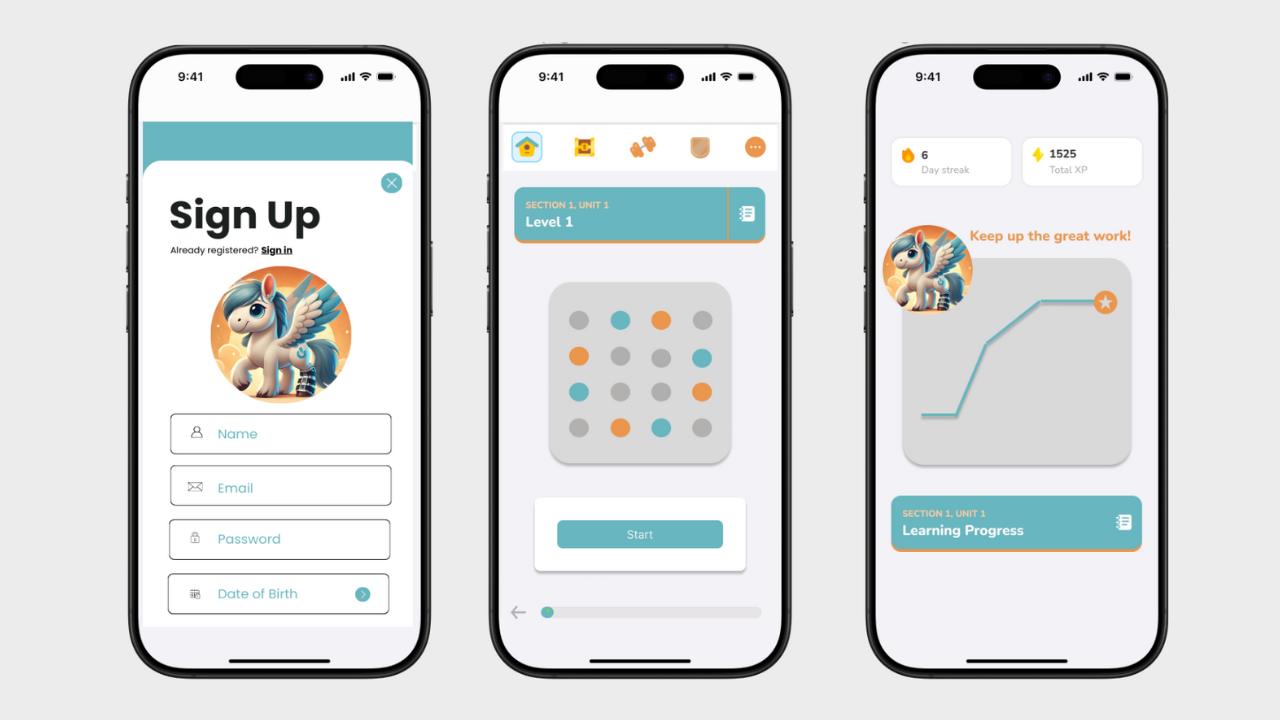 9:41
Sign Up
Already registered? Sign in
Name
Email
Password
Date of Birth
9:41
SECTION 1, UNIT 1
Level 1
Start
9:41
6
Day streak
1525
Total XP
Keep up the great work!
SECTION 1, UNIT 1
Learning Progress